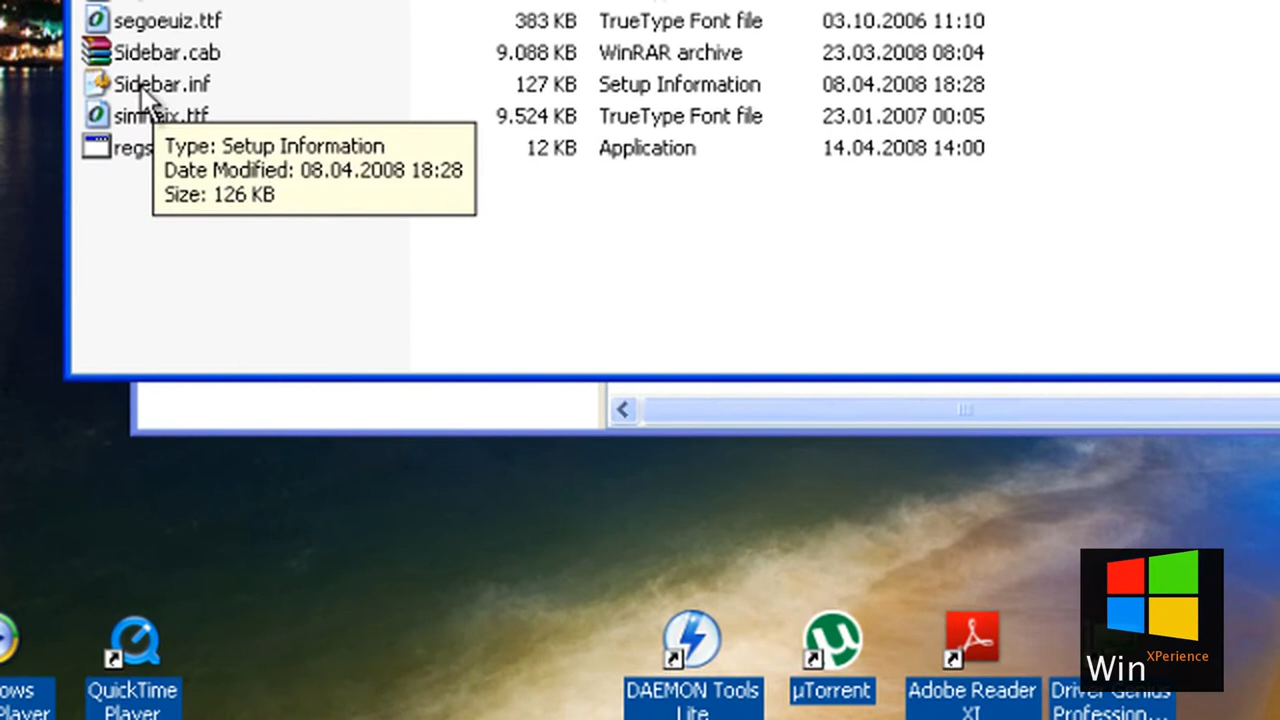 segoeuiz.ttf 383 KB TrueType Font file 03.10.2006 11:10
Sidebar.cab 9.088 KB WinRAR archive 23.03.2008 08:04
Sidebar.inf 127 KB Setup Information 08.04.2008 18:28
9.524 KB TrueType Font file 23.01.2007 00:05
regs 12 KB Application 14.04.2008 14:00
Type: Setup Information
Date Modified: 08.04.2008 18:28
Size: 126 KB
ows
Player
QuickTime
Player
DAEMON Tools
Lite
µTorrent
Adobe Reader
XI
Driver Genius
Profession...
Win XPerience